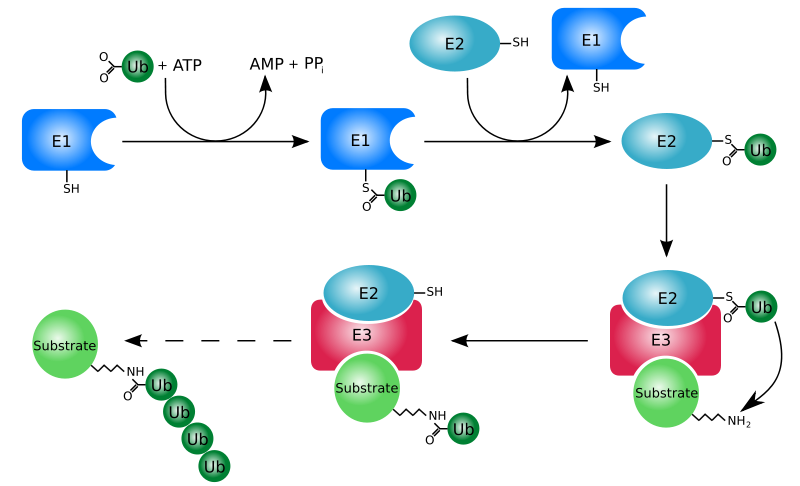 O
O
Ub + ATP
AMP + PPi
E2
SH
E1
SH
E1
SH
E1
S
O
Ub
E2
S
O
Ub
E2
S
O
Ub
E3
Substrate
NH2
E2
SH
E3
Substrate
NH
O
Ub
Substrate
NH
O
Ub
Ub
Ub
Ub